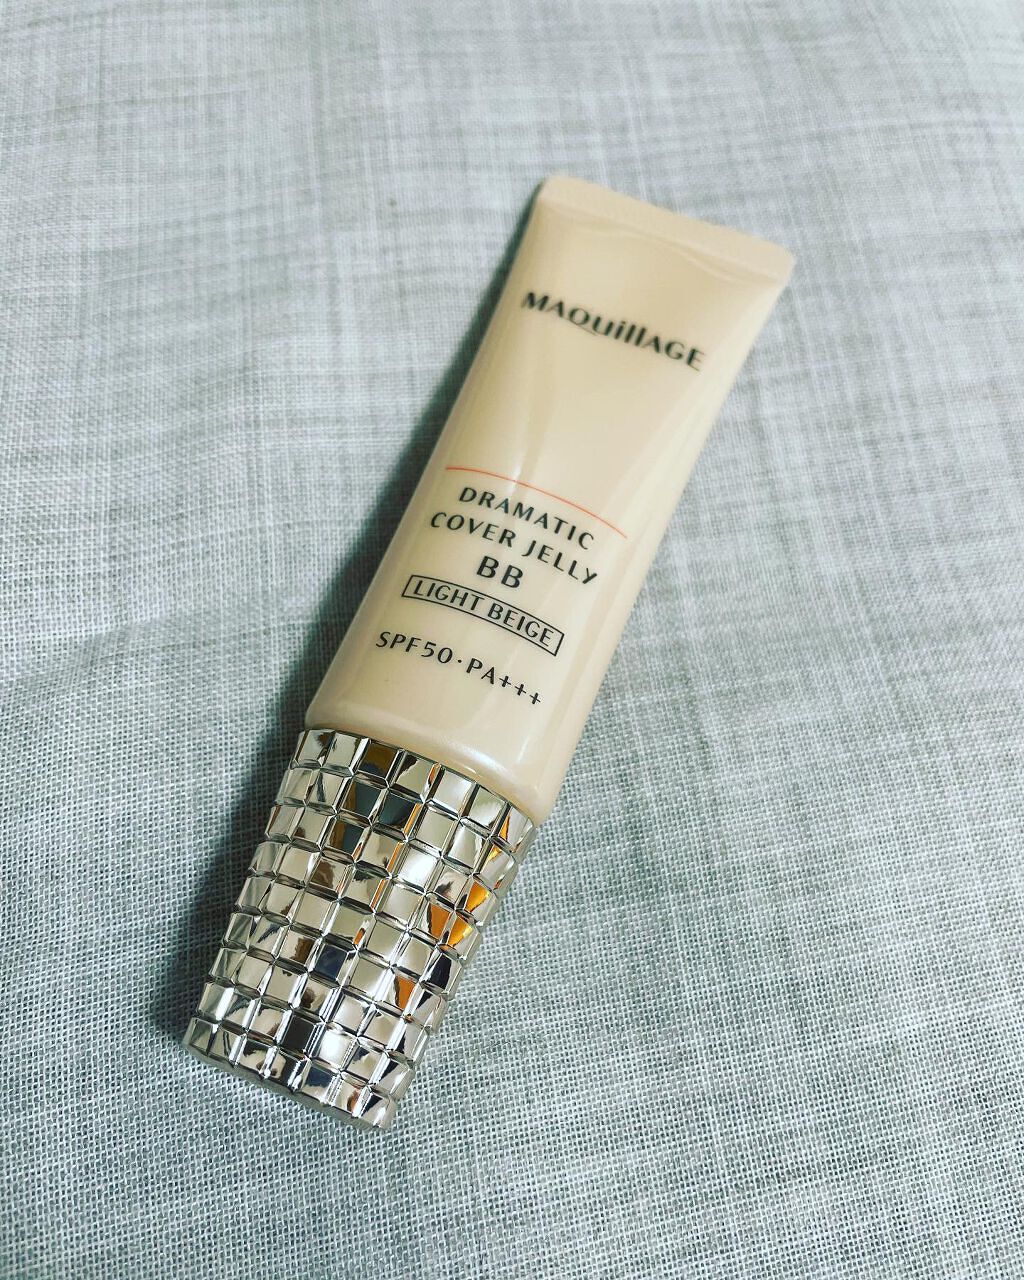 MAQuillAGE
DRAMATIC
COVER JELLY
BB
LIGHT BEIGE
SPF50·PA+++